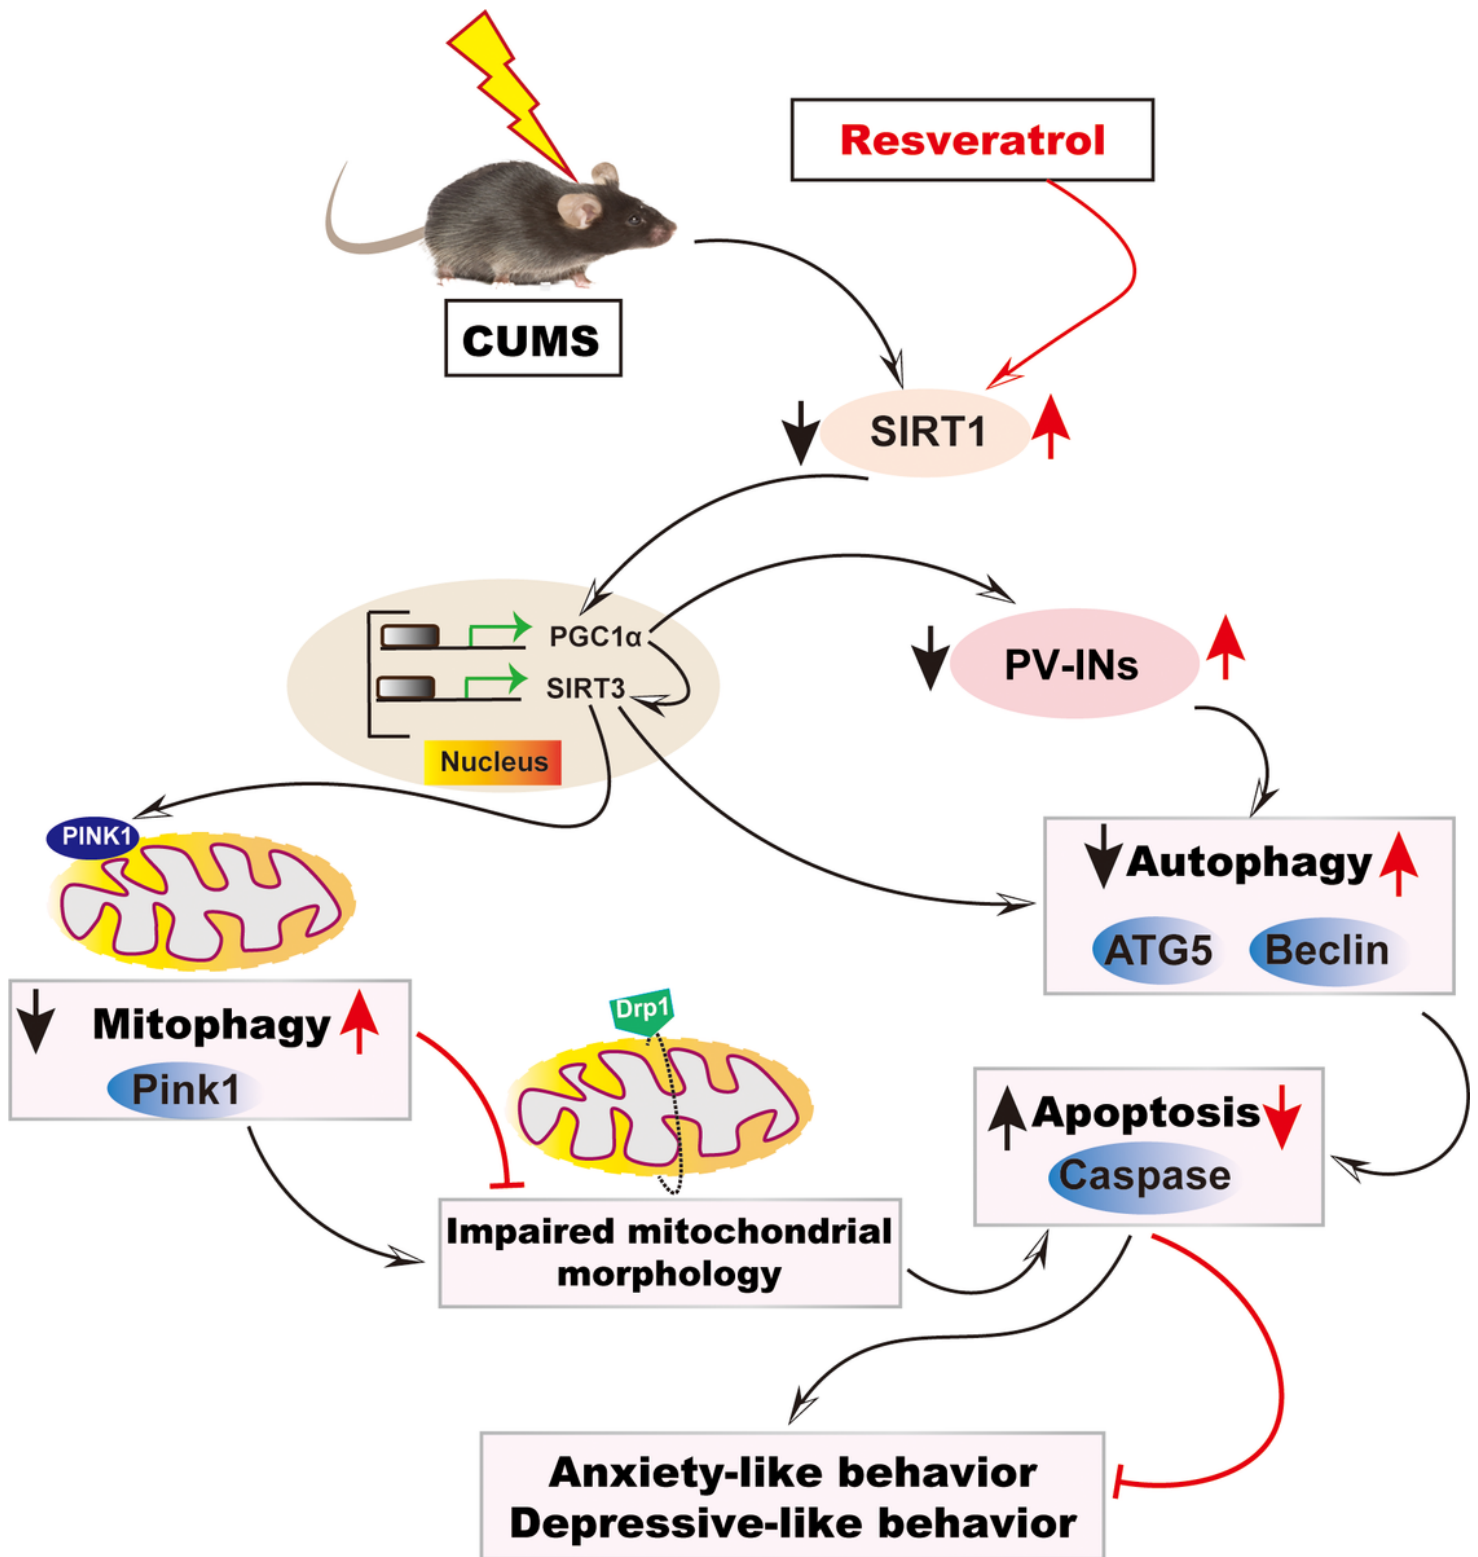 Resveratrol
CUMS
SIRT1
PGC1α
SIRT3
Nucleus
PV-INs
PINK1
Autophagy
ATG5 Beclin
Mitophagy
Pink1
Drp1
Apoptosis
Caspase
Impaired mitochondrial
morphology
Anxiety-like behavior
Depressive-like behavior